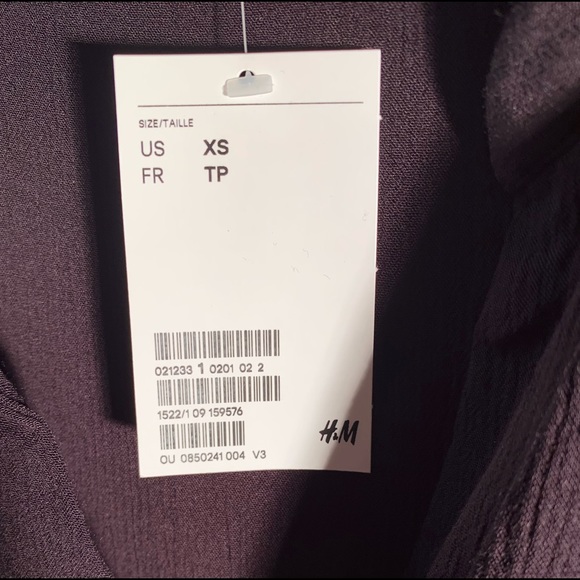 SIZE/TAILLE
US XS
FR TP
021233 1 0201 02 2
1522/1 09 159576
H&M
OU 0850241 004 V3